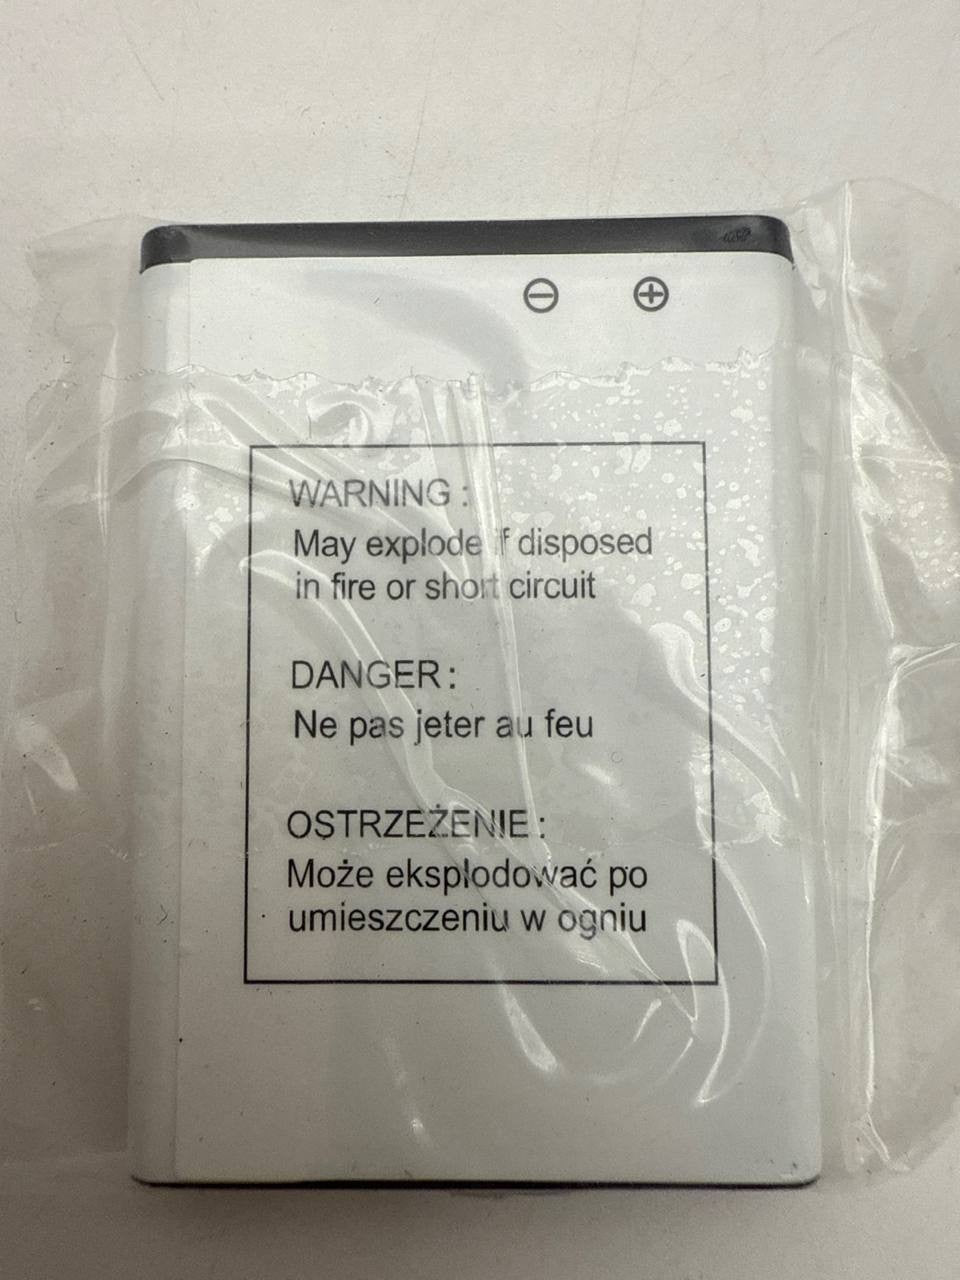 WARNING :
May explode if disposed
in fire or short circuit
DANGER :
Ne pas jeter au feu
OSTRZEŻENIE :
Może eksplodować po
umieszczeniu w ogniu